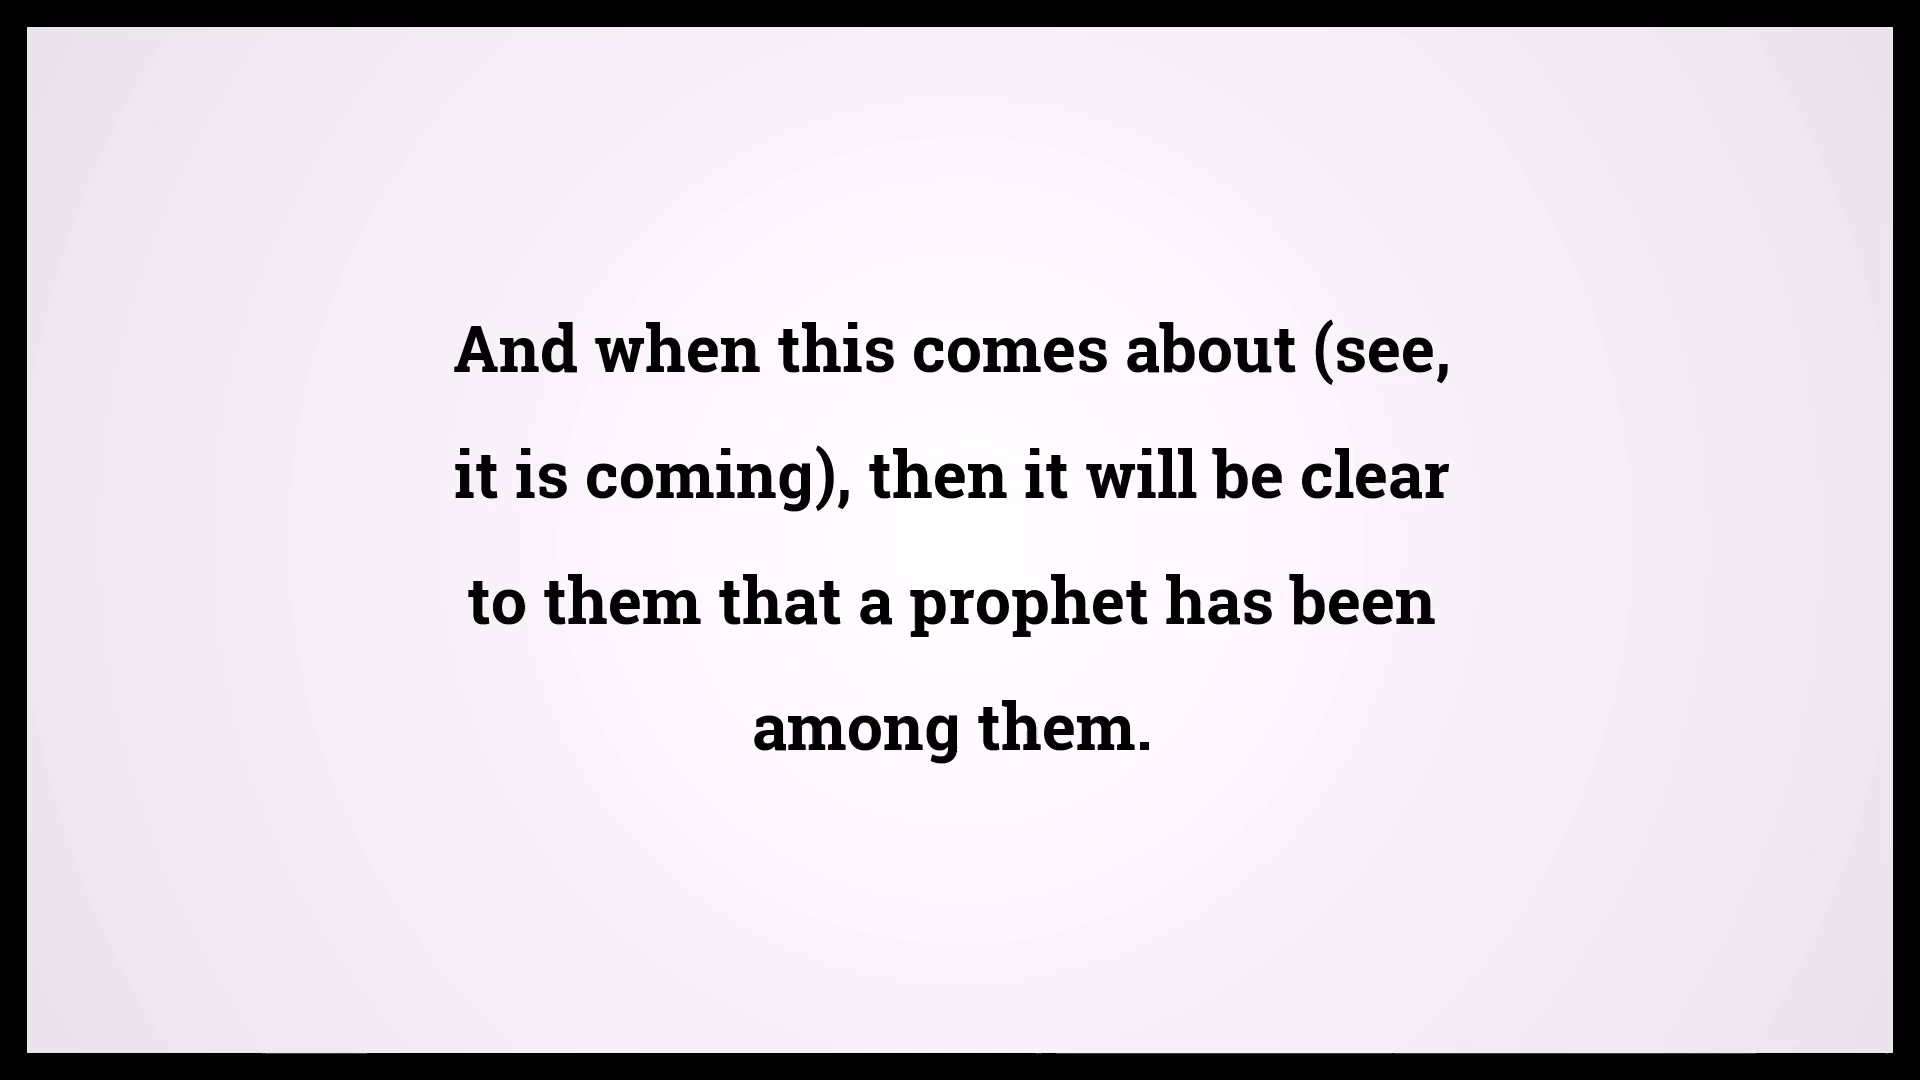 And when this comes about (see,
it is coming), then it will be clear
to them that a prophet has been
among them.